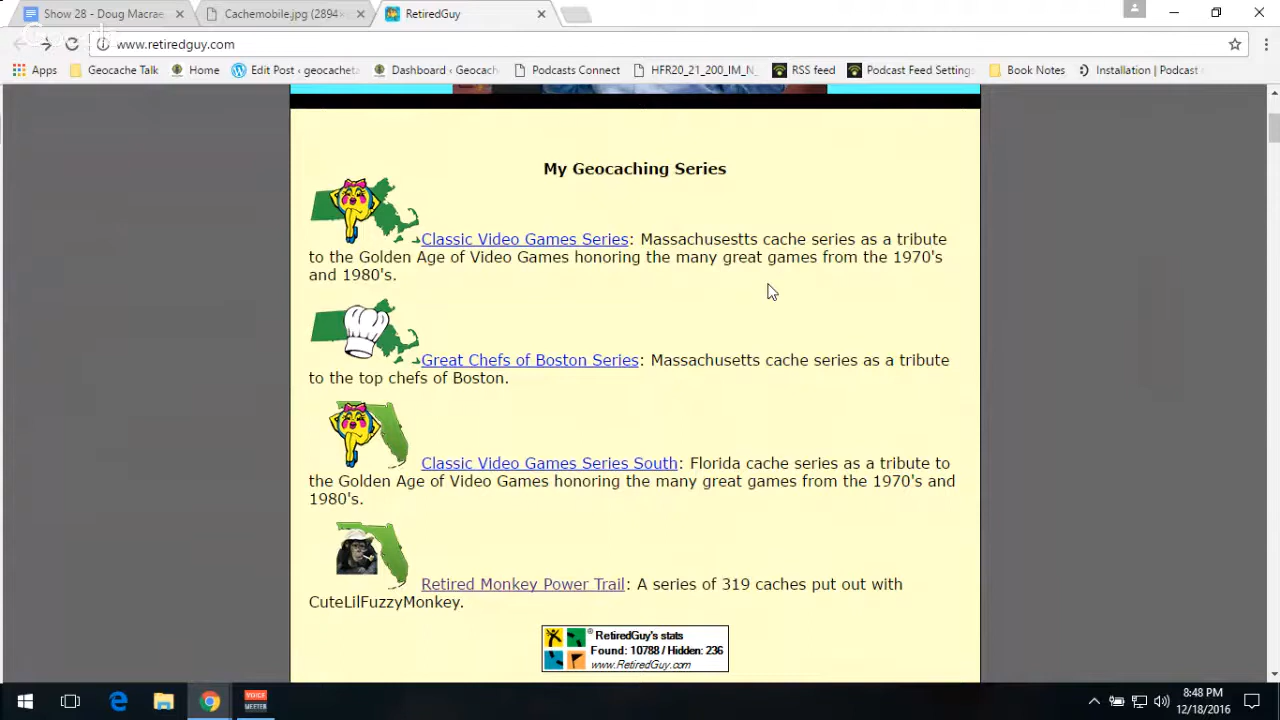 Show 28 - Doug Macrae
Cachemobile.jpg (2894×
RetiredGuy
www.retiredguy.com
Apps
Geocache Talk
Home
Edit Post ‹ geocacheta
Dashboard ‹ Geocach
Podcasts Connect
HFR20_21_200_IM_N_
RSS feed
Podcast Feed Settings
Book Notes
Installation | Podcast
My Geocaching Series
Classic Video Games Series: Massachusestts cache series as a tribute
to the Golden Age of Video Games honoring the many great games from the 1970's
and 1980's.
Great Chefs of Boston Series: Massachusetts cache series as a tribute
to the top chefs of Boston.
Classic Video Games Series South: Florida cache series as a tribute to
the Golden Age of Video Games honoring the many great games from the 1970's and
1980's.
Retired Monkey Power Trail: A series of 319 caches put out with
CuteLilFuzzyMonkey.
® RetiredGuy's stats
Found: 10788 / Hidden: 236
www.RetiredGuy.com
VOICE
MEETER
8:48 PM
12/18/2016